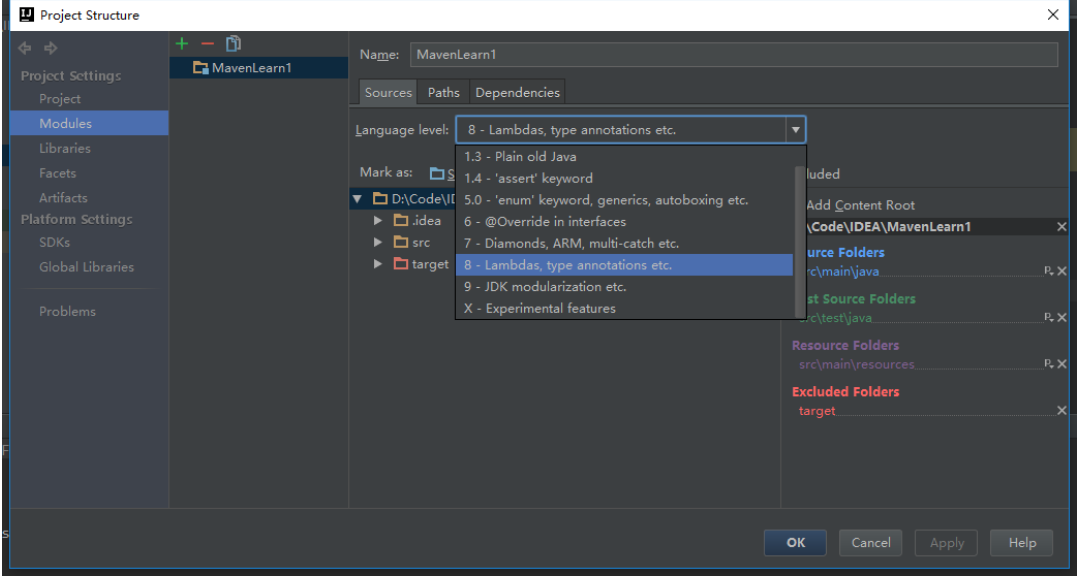 Project Structure
Project Settings
Project
Modules
Libraries
Facets
Artifacts
Platform Settings
SDKs
Global Libraries
Problems
MavenLearn1
Name: MavenLearn1
Sources Paths Dependencies
Language level: 8 - Lambdas, type annotations etc.
1.3 - Plain old Java
1.4 - 'assert' keyword
5.0 - 'enum' keyword, generics, autoboxing etc.
6 - @Override in interfaces
7 - Diamonds, ARM, multi-catch etc.
8 - Lambdas, type annotations etc.
9 - JDK modularization etc.
X - Experimental features
Mark as:
D:\Code\I
.idea
src
target
Add Content Root
\Code\IDEA\MavenLearn1
urce Folders
rc\main\java
st Source Folders
src\test\java
Resource Folders
src\main\resources
Excluded Folders
target
OK Cancel Apply Help